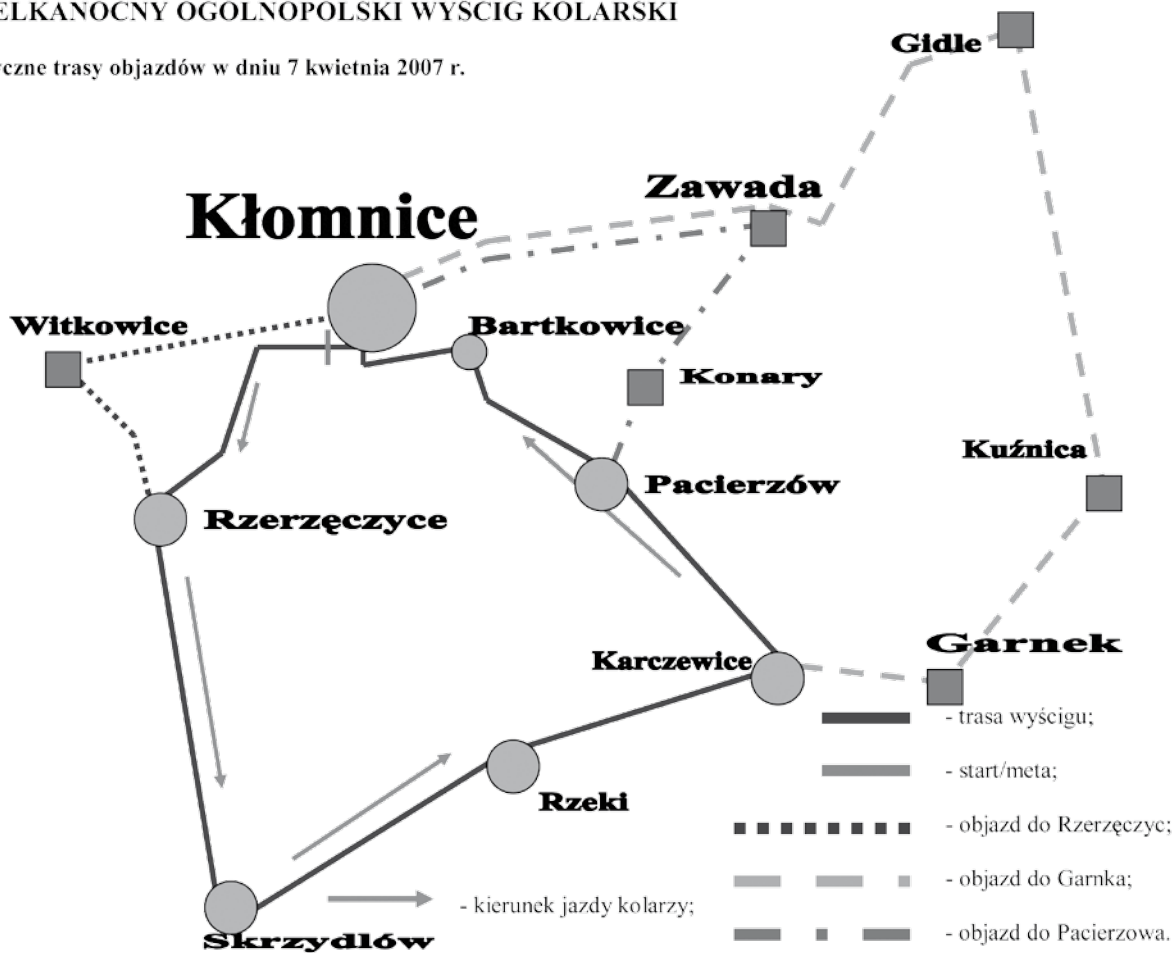 ELKANOCNY OGÓLNOPOLSKI WYŚCIG KOLARSKI
yczne trasy objazdów w dniu 7 kwietnia 2007 r.
Gidle
Zawada
Kłomnice
Witkowice
Bartkowice
Konary
Kuźnica
Pacierzów
Rzerzęczyce
Garnek
Karczewice
- trasa wyścigu;
- start/meta;
Rzeki
- objazd do Rzerzęczyc;
- objazd do Garnka;
- kierunek jazdy kolarzy;
- objazd do Pacierzowa.
Skrzydlów